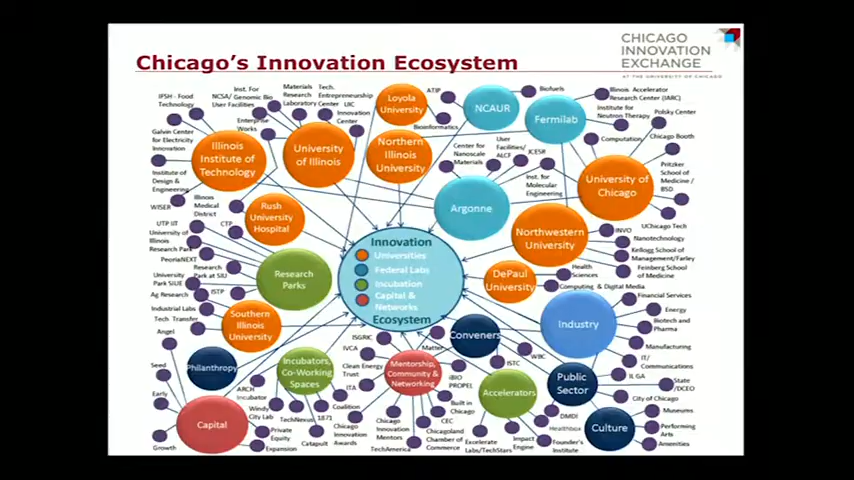 Chicago's Innovation Ecosystem
CHICAGO
INNOVATION
EXCHANGE
AT THE UNIVERSITY OF CHICAGO
IFSH - Food
Technology
NCSA/
User Facilities
Inst. For
Genomic Bio
Materials
Research
Laboratory
Tech.
Entrepreneurship
Center
UIC
Innovation
Center
Enterprise
Works
Galvin Center
for Electricity
Innovation
Institute of
Design &
Engineering
Illinois
Institute of
Technology
University
of Illinois
Loyola
University
Northern
Illinois
University
ATIP
Bioinformatics
NCAUR
Biofuels
Fermilab
Illinois Accelerator
Research Center (IARC)
Institute for
Neutron Therapy
Polsky Center
Computation
Chicago Booth
Center for
Nanoscale
Materials
User
Facilities/
ALCF
JCESR
Inst. for
Molecular
Engineering
Argonne
University of
Chicago
Pritzker
School of
Medicine /
BSD
UChicago Tech
WISER
Illinois
Medical
District
CTP
Rush
University
Hospital
UTP IIT
University of
Illinois
Research Park
PeoriaNEXT
Research
Park at SIU
University
Park SIUE
ISTP
Ag Research
Research
Parks
Industrial Labs
Tech Transfer
Southern
Illinois
University
Innovation
Universities
Federal Labs
Incubation
Capital &
Networks
Ecosystem
Northwestern
University
INVO
Nanotechnology
Kellogg School of
Management/Farley
Feinberg School
of Medicine
DePaul
University
Health
Sciences
Computing & Digital Media
Industry
Financial Services
Energy
Biotech and
Pharma
Manufacturing
IT/
Communications
Angel
Seed
Early
Growth
Philanthropy
Capital
Private
Equity
Expansion
Incubators,
Co-Working
Spaces
ARCH
Incubator
Windy
City Lab
TechNexus
1871
Catapult
Coalition
ITA
Clean Energy
Trust
IVCA
ISGRIC
Matter
Mentorship,
Community &
Networking
iBIO
PROPEL
Built in
Chicago
CEC
Chicagoland
Chamber of
Commerce
Chicago
Innovation
Awards
Chicago
Innovation
Mentors
TechAmerica
Conveners
WBC
ISTC
Accelerators
Excelerate
Labs/TechStars
Impact
Engine
Healthbox
DMDI
Founder's
Institute
Public
Sector
IL GA
State
/DCEO
City of Chicago
Culture
Museums
Performing
Arts
Amenities